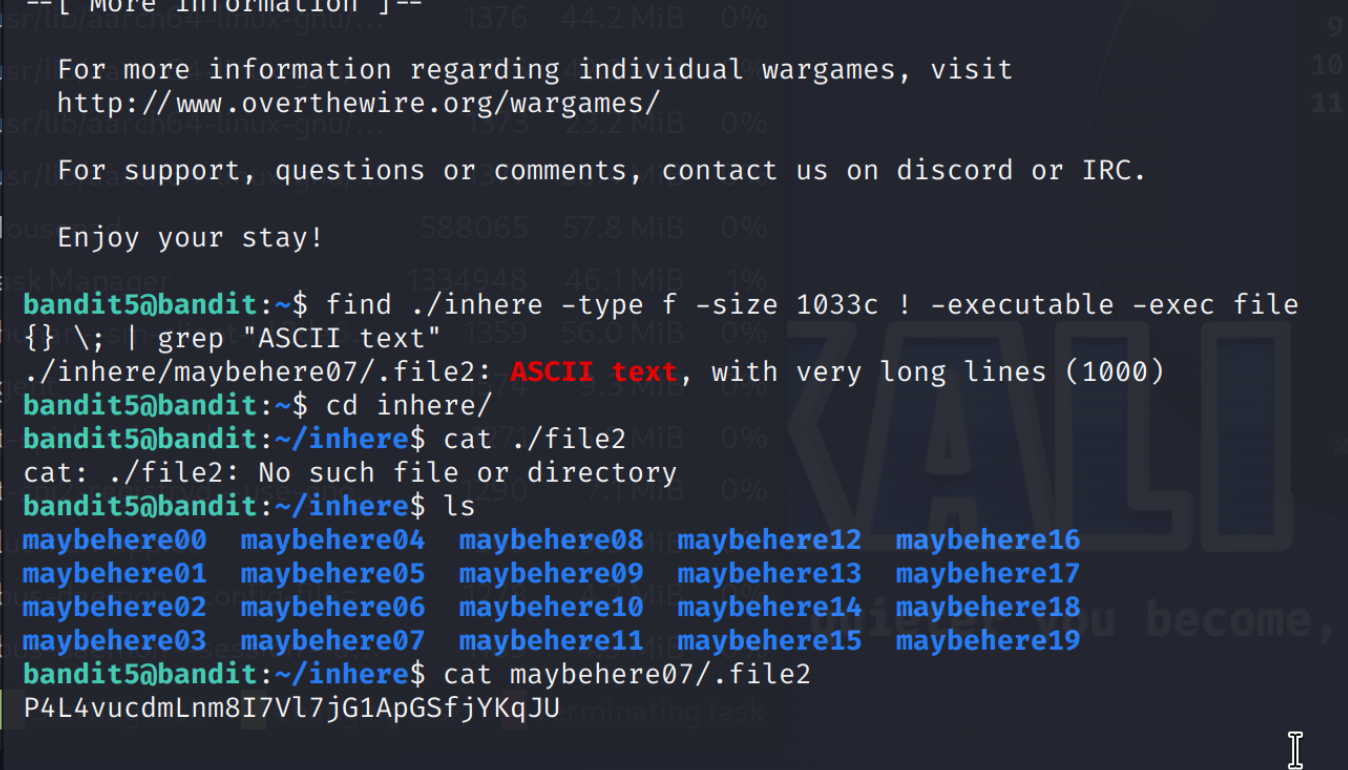 --[ More information ]--
For more information regarding individual wargames, visit
http://www.overthewire.org/wargames/
For support, questions or comments, contact us on discord or IRC.
Enjoy your stay!
bandit5@bandit:~$ find ./inhere -type f -size 1033c ! -executable -exec file
{} \; | grep "ASCII text"
./inhere/maybehere07/.file2: ASCII text, with very long lines (1000)
bandit5@bandit:~$ cd inhere/
bandit5@bandit:~/inhere$ cat ./file2
cat: ./file2: No such file or directory
bandit5@bandit:~/inhere$ ls
maybehere00 maybehere04 maybehere08 maybehere12 maybehere16
maybehere01 maybehere05 maybehere09 maybehere13 maybehere17
maybehere02 maybehere06 maybehere10 maybehere14 maybehere18
maybehere03 maybehere07 maybehere11 maybehere15 maybehere19
bandit5@bandit:~/inhere$ cat maybehere07/.file2
P4L4vucdmLnm8I7Vl7jG1ApGSfjYKqJU